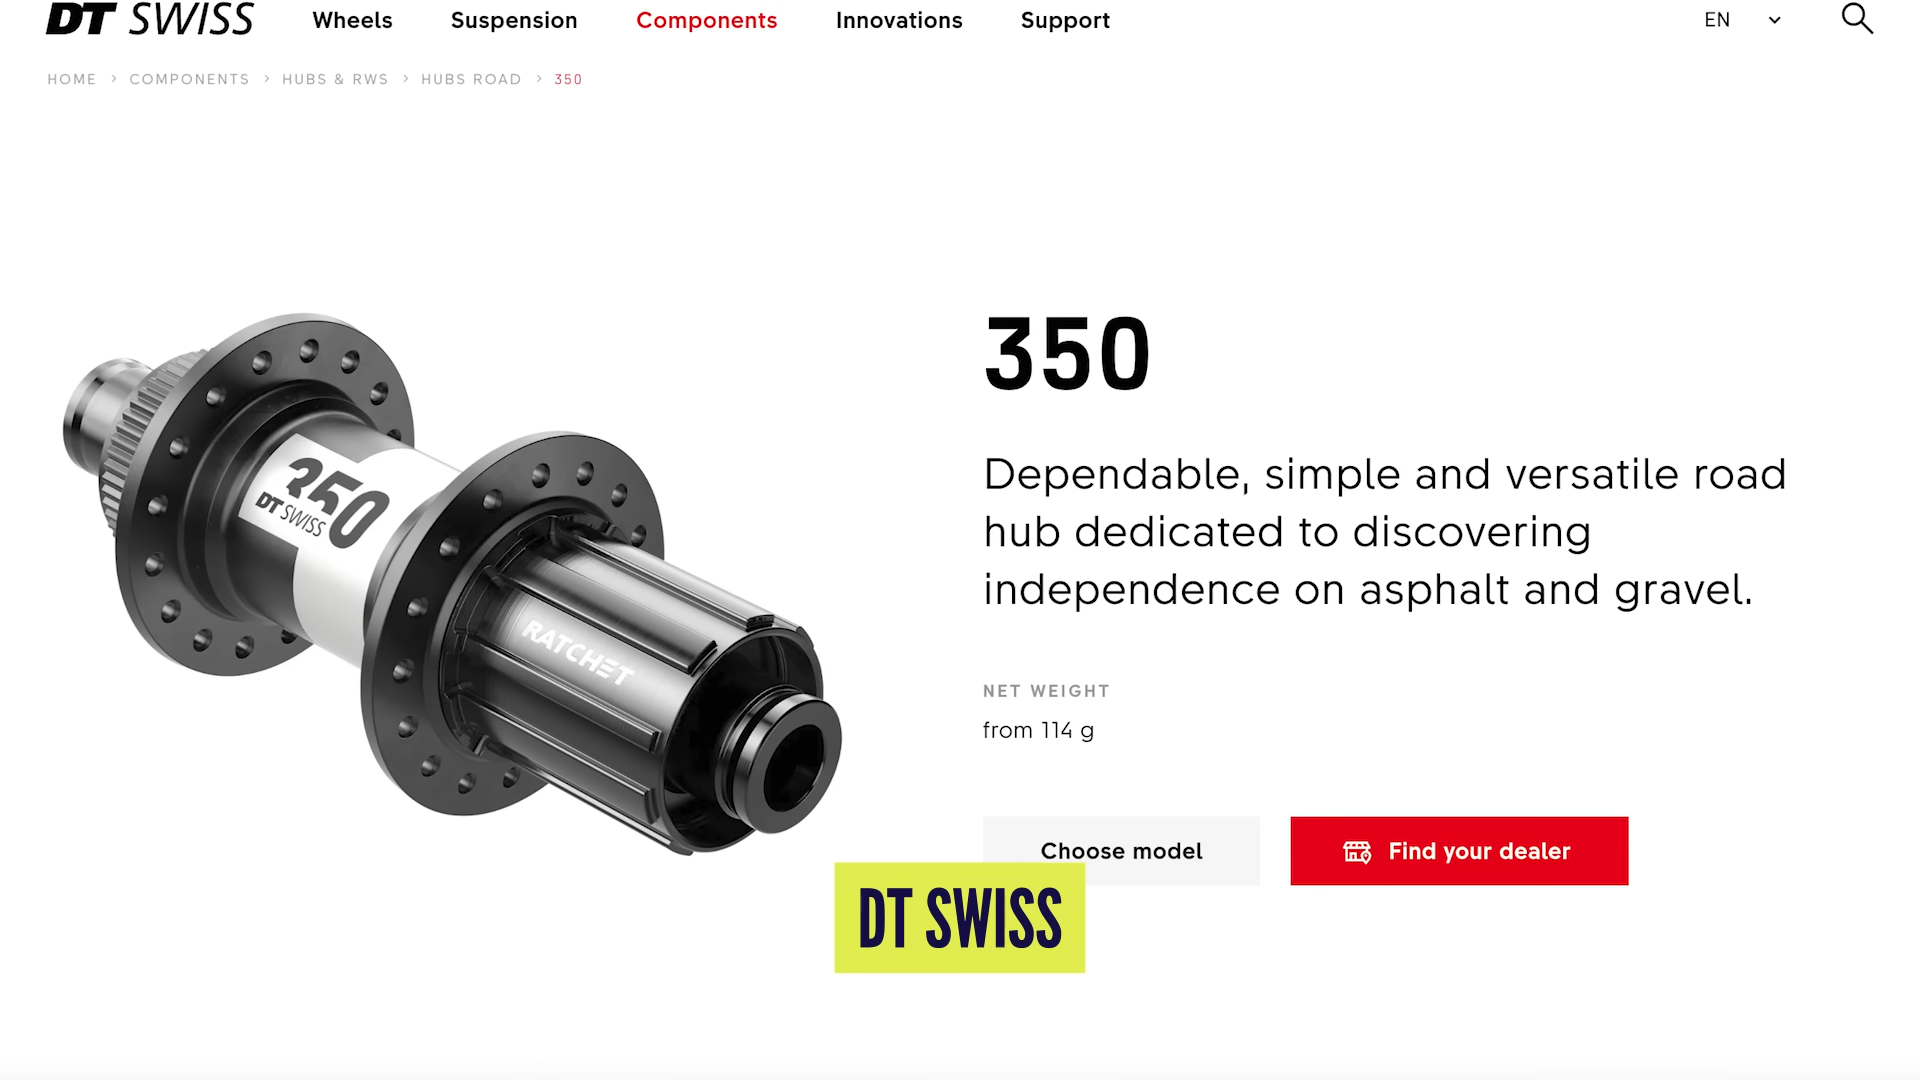 DT SWISS
Wheels
Suspension
Components
Innovations
Support
EN
HOME > COMPONENTS > HUBS & RWS > HUBS ROAD > 350
350
DT SWISS
RATCHET
350
Dependable, simple and versatile road
hub dedicated to discovering
independence on asphalt and gravel.
NET WEIGHT
from 114 g
Choose model
Find your dealer
DT SWISS